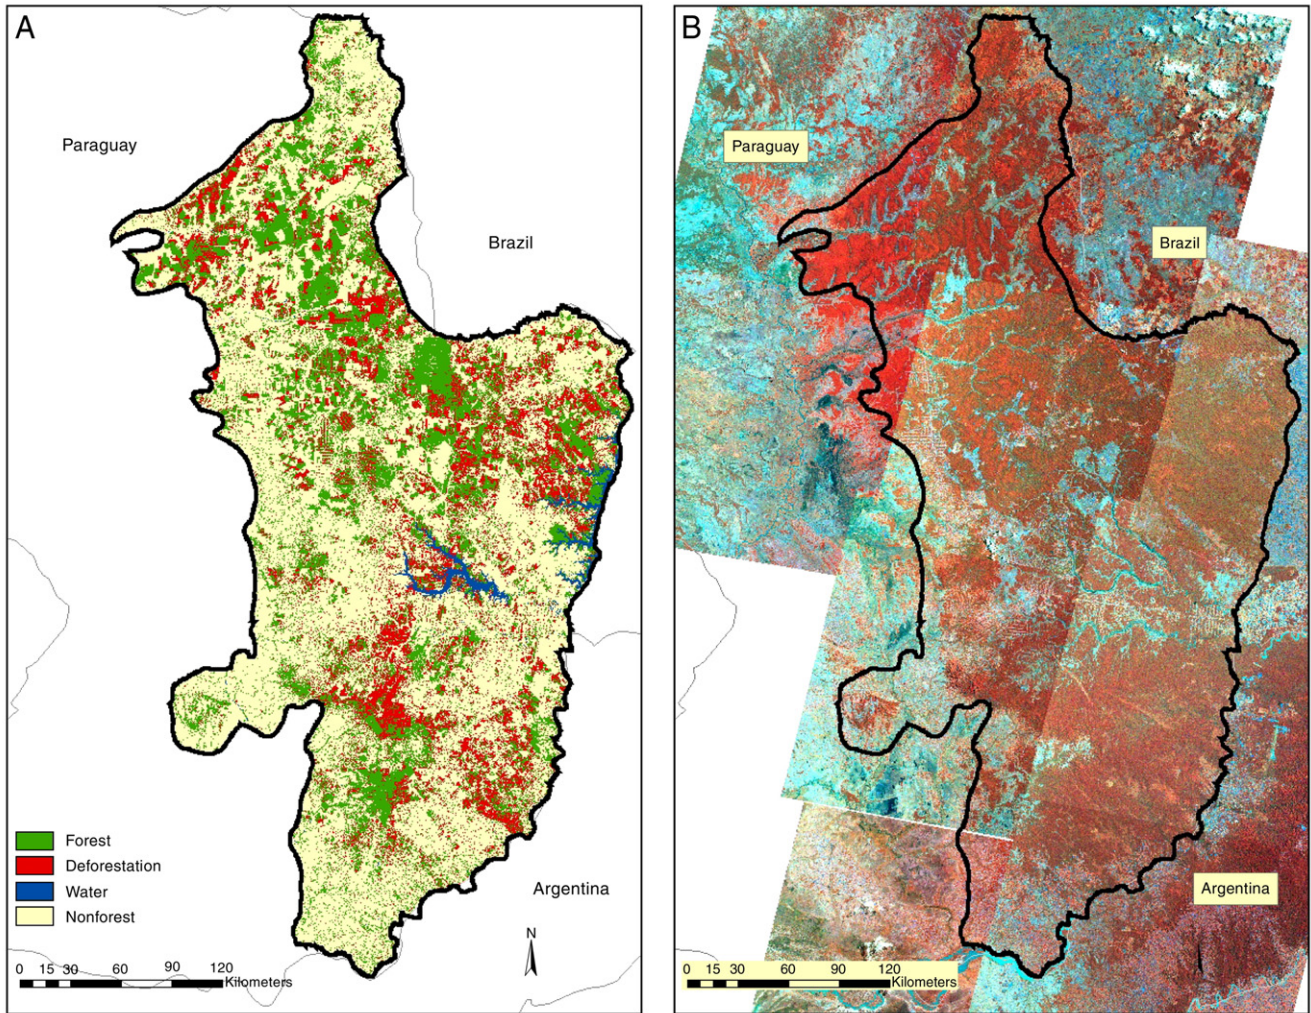 A
Paraguay
Brazil
Forest
Deforestation
Water
Nonforest
Argentina
N
0 15 30 60 90 120
Kilometers
B
Paraguay
Brazil
Argentina
0 15 30 60 90 120
Kilometers